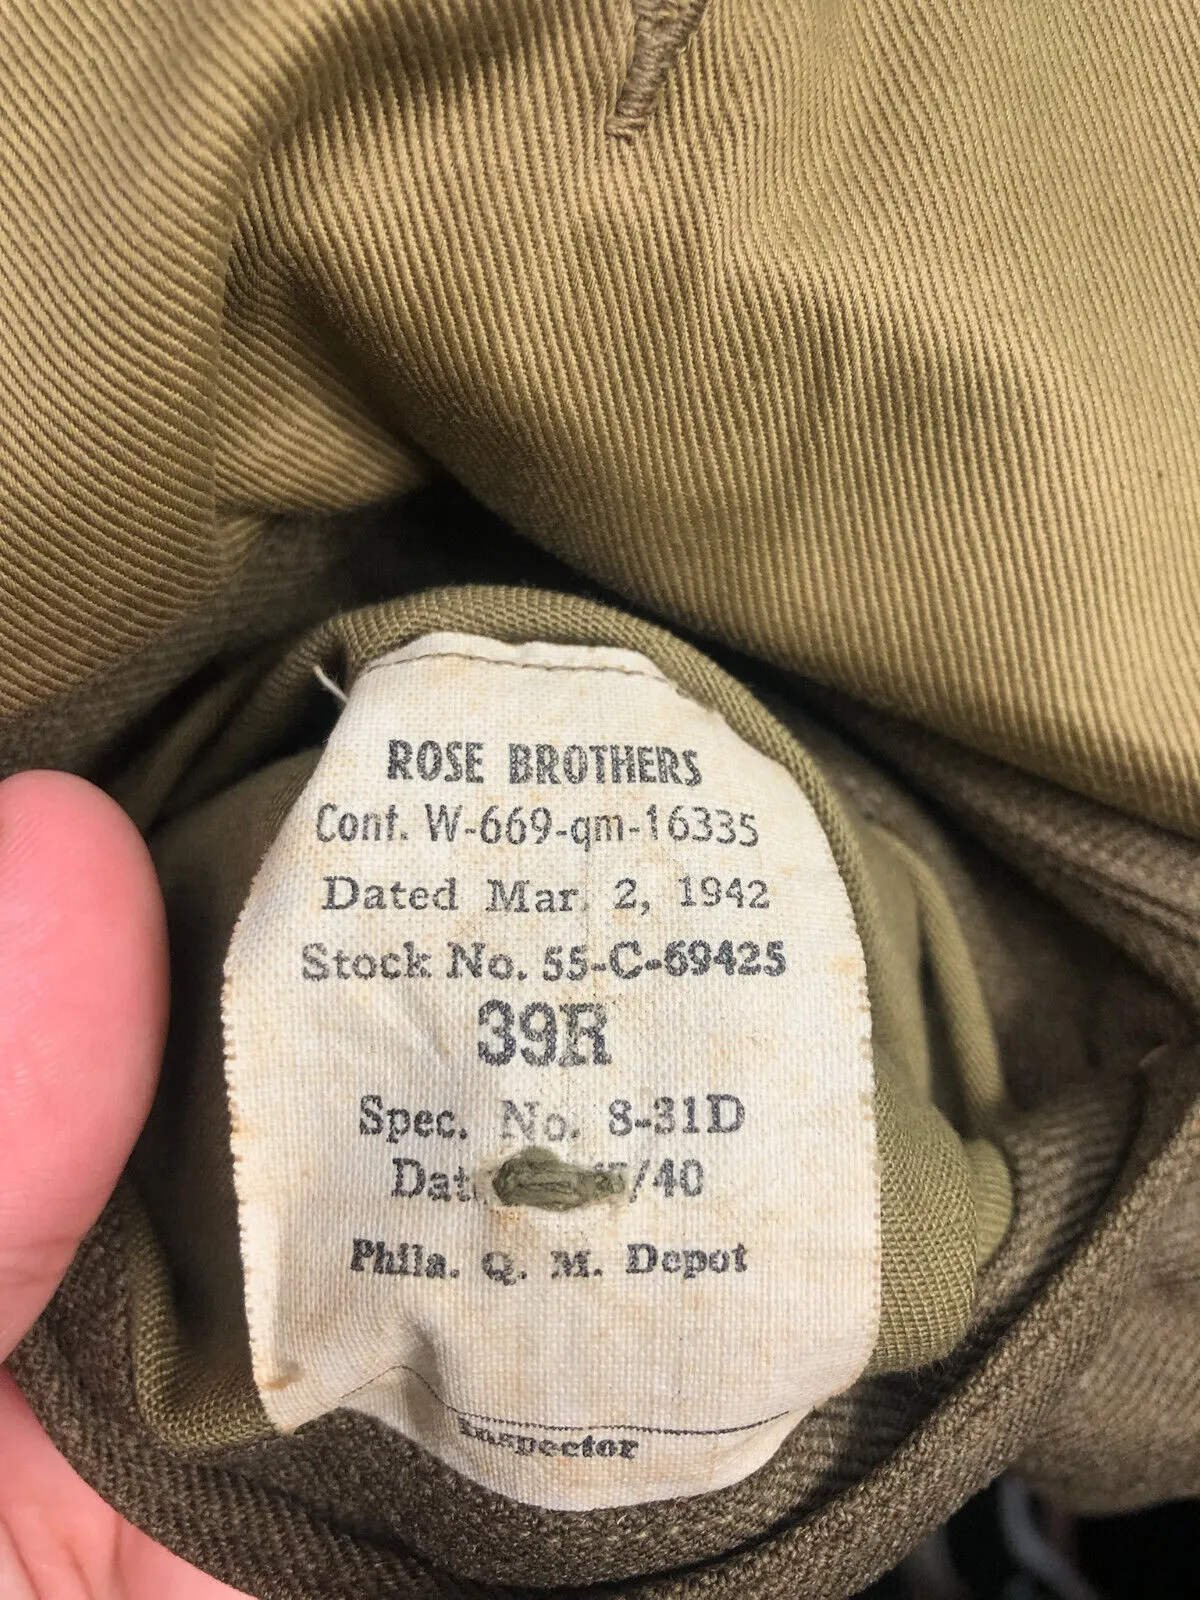 ROSE BROTHERS
Cont. W-669-qm-16335
Dated Mar. 2, 1942
Stock No. 55-C-69425
39R
Spec. No. 8-31D
/40
Phila. Q. M. Depot
Inspector